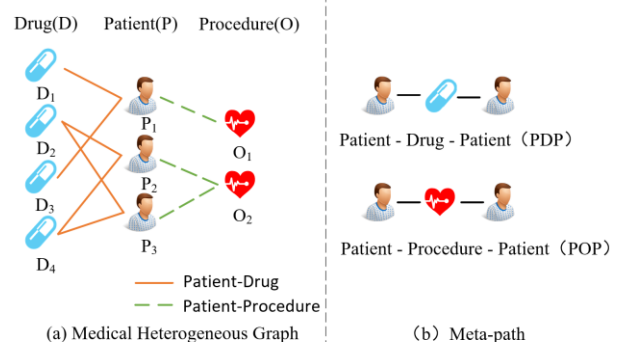 Drug(D) Patient(P) Procedure(O)
D1
P1
O1
D2
P2
O2
D3
P3
D4
Patient-Drug
Patient-Procedure
(a) Medical Heterogeneous Graph
Patient - Drug - Patient（PDP）
Patient - Procedure - Patient（POP）
（b）Meta-path